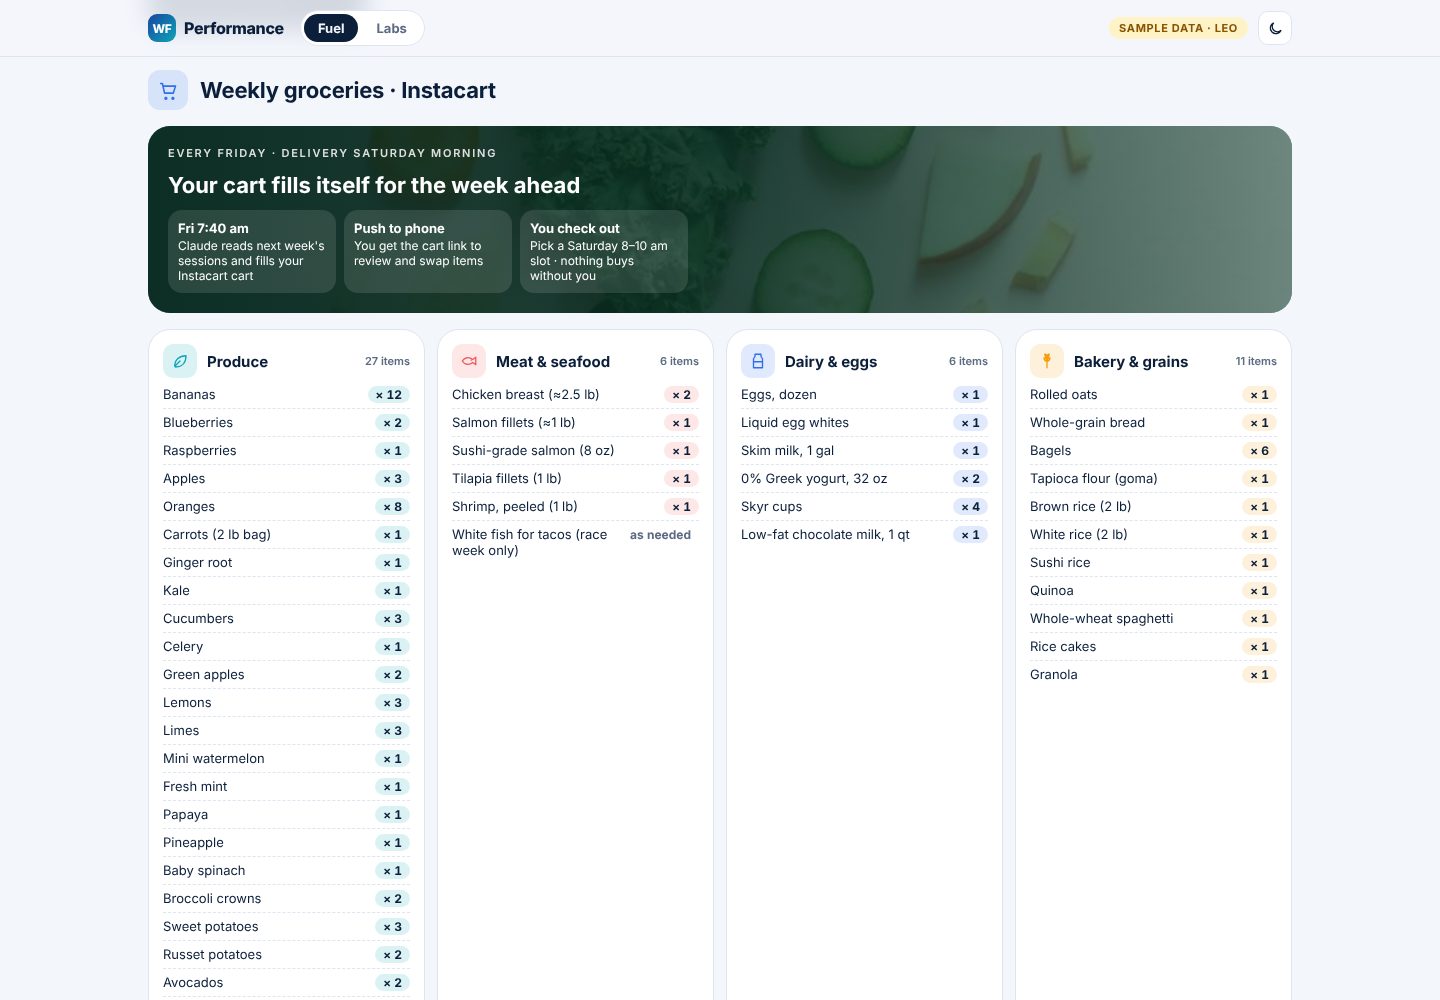 WF Performance Fuel Labs SAMPLE DATA · LEO
Weekly groceries · Instacart
EVERY FRIDAY · DELIVERY SATURDAY MORNING
Your cart fills itself for the week ahead
Fri 7:40 am
Claude reads next week's
sessions and fills your
Instacart cart
Push to phone
You get the cart link to
review and swap items
You check out
Pick a Saturday 8–10 am
slot · nothing buys
without you
Produce 27 items
Bananas × 12
Blueberries × 2
Raspberries × 1
Apples × 3
Oranges × 8
Carrots (2 lb bag) × 1
Ginger root × 1
Kale × 1
Cucumbers × 3
Celery × 1
Green apples × 2
Lemons × 3
Limes × 3
Mini watermelon × 1
Fresh mint × 1
Papaya × 1
Pineapple × 1
Baby spinach × 1
Broccoli crowns × 2
Sweet potatoes × 3
Russet potatoes × 2
Avocados × 2
Meat & seafood 6 items
Chicken breast (≈2.5 lb) × 2
Salmon fillets (≈1 lb) × 1
Sushi-grade salmon (8 oz) × 1
Tilapia fillets (1 lb) × 1
Shrimp, peeled (1 lb) × 1
White fish for tacos (race as needed
week only)
Dairy & eggs 6 items
Eggs, dozen × 1
Liquid egg whites × 1
Skim milk, 1 gal × 1
0% Greek yogurt, 32 oz × 2
Skyr cups × 4
Low-fat chocolate milk, 1 qt × 1
Bakery & grains 11 items
Rolled oats × 1
Whole-grain bread × 1
Bagels × 6
Tapioca flour (goma) × 1
Brown rice (2 lb) × 1
White rice (2 lb) × 1
Sushi rice × 1
Quinoa × 1
Whole-wheat spaghetti × 1
Rice cakes × 1
Granola × 1